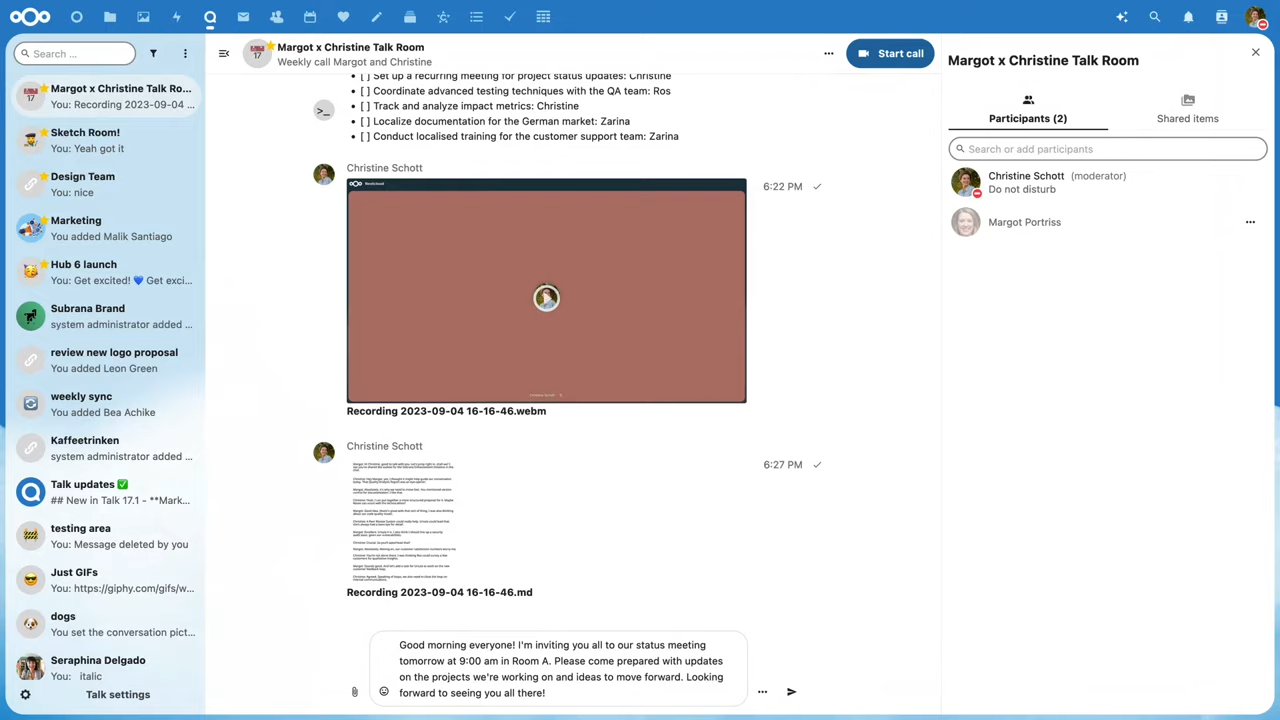 Search ...
Margot x Christine Talk Ro...
You: Recording 2023-09-04 ...
Sketch Room!
You: Yeah got it
Design Team
You: nice
Marketing
You added Malik Santiago
Hub 6 launch
You: Get excited! 💙 Get exci...
Subrana Brand
system administrator added ...
review new logo proposal
You added Leon Green
weekly sync
You added Bea Achike
Kaffeetrinken
system administrator added ...
Talk updates ✅
## New in Talk 17.1 - **Mark...
testing area
You: Message deleted by you
Just GIFs
You: https://giphy.com/gifs/w...
dogs
You set the conversation pict...
Seraphina Delgado
You: italic
Talk settings
17
Margot x Christine Talk Room
Weekly call Margot and Christine
Start call
• [ ] Set up a recurring meeting for project status updates: Christine
• [ ] Coordinate advanced testing techniques with the QA team: Ros
• [ ] Track and analyze impact metrics: Christine
• [ ] Localize documentation for the German market: Zarina
• [ ] Conduct localised training for the customer support team: Zarina
Christine Schott
Nextcloud
6:22 PM
Christine Schott
Recording 2023-09-04 16-16-46.webm
Christine Schott
6:27 PM
Recording 2023-09-04 16-16-46.md
Good morning everyone! I'm inviting you all to our status meeting
tomorrow at 9:00 am in Room A. Please come prepared with updates
on the projects we're working on and ideas to move forward. Looking
forward to seeing you all there!
Margot x Christine Talk Room
Participants (2)
Shared items
Search or add participants
Christine Schott (moderator)
Do not disturb
Margot Portriss